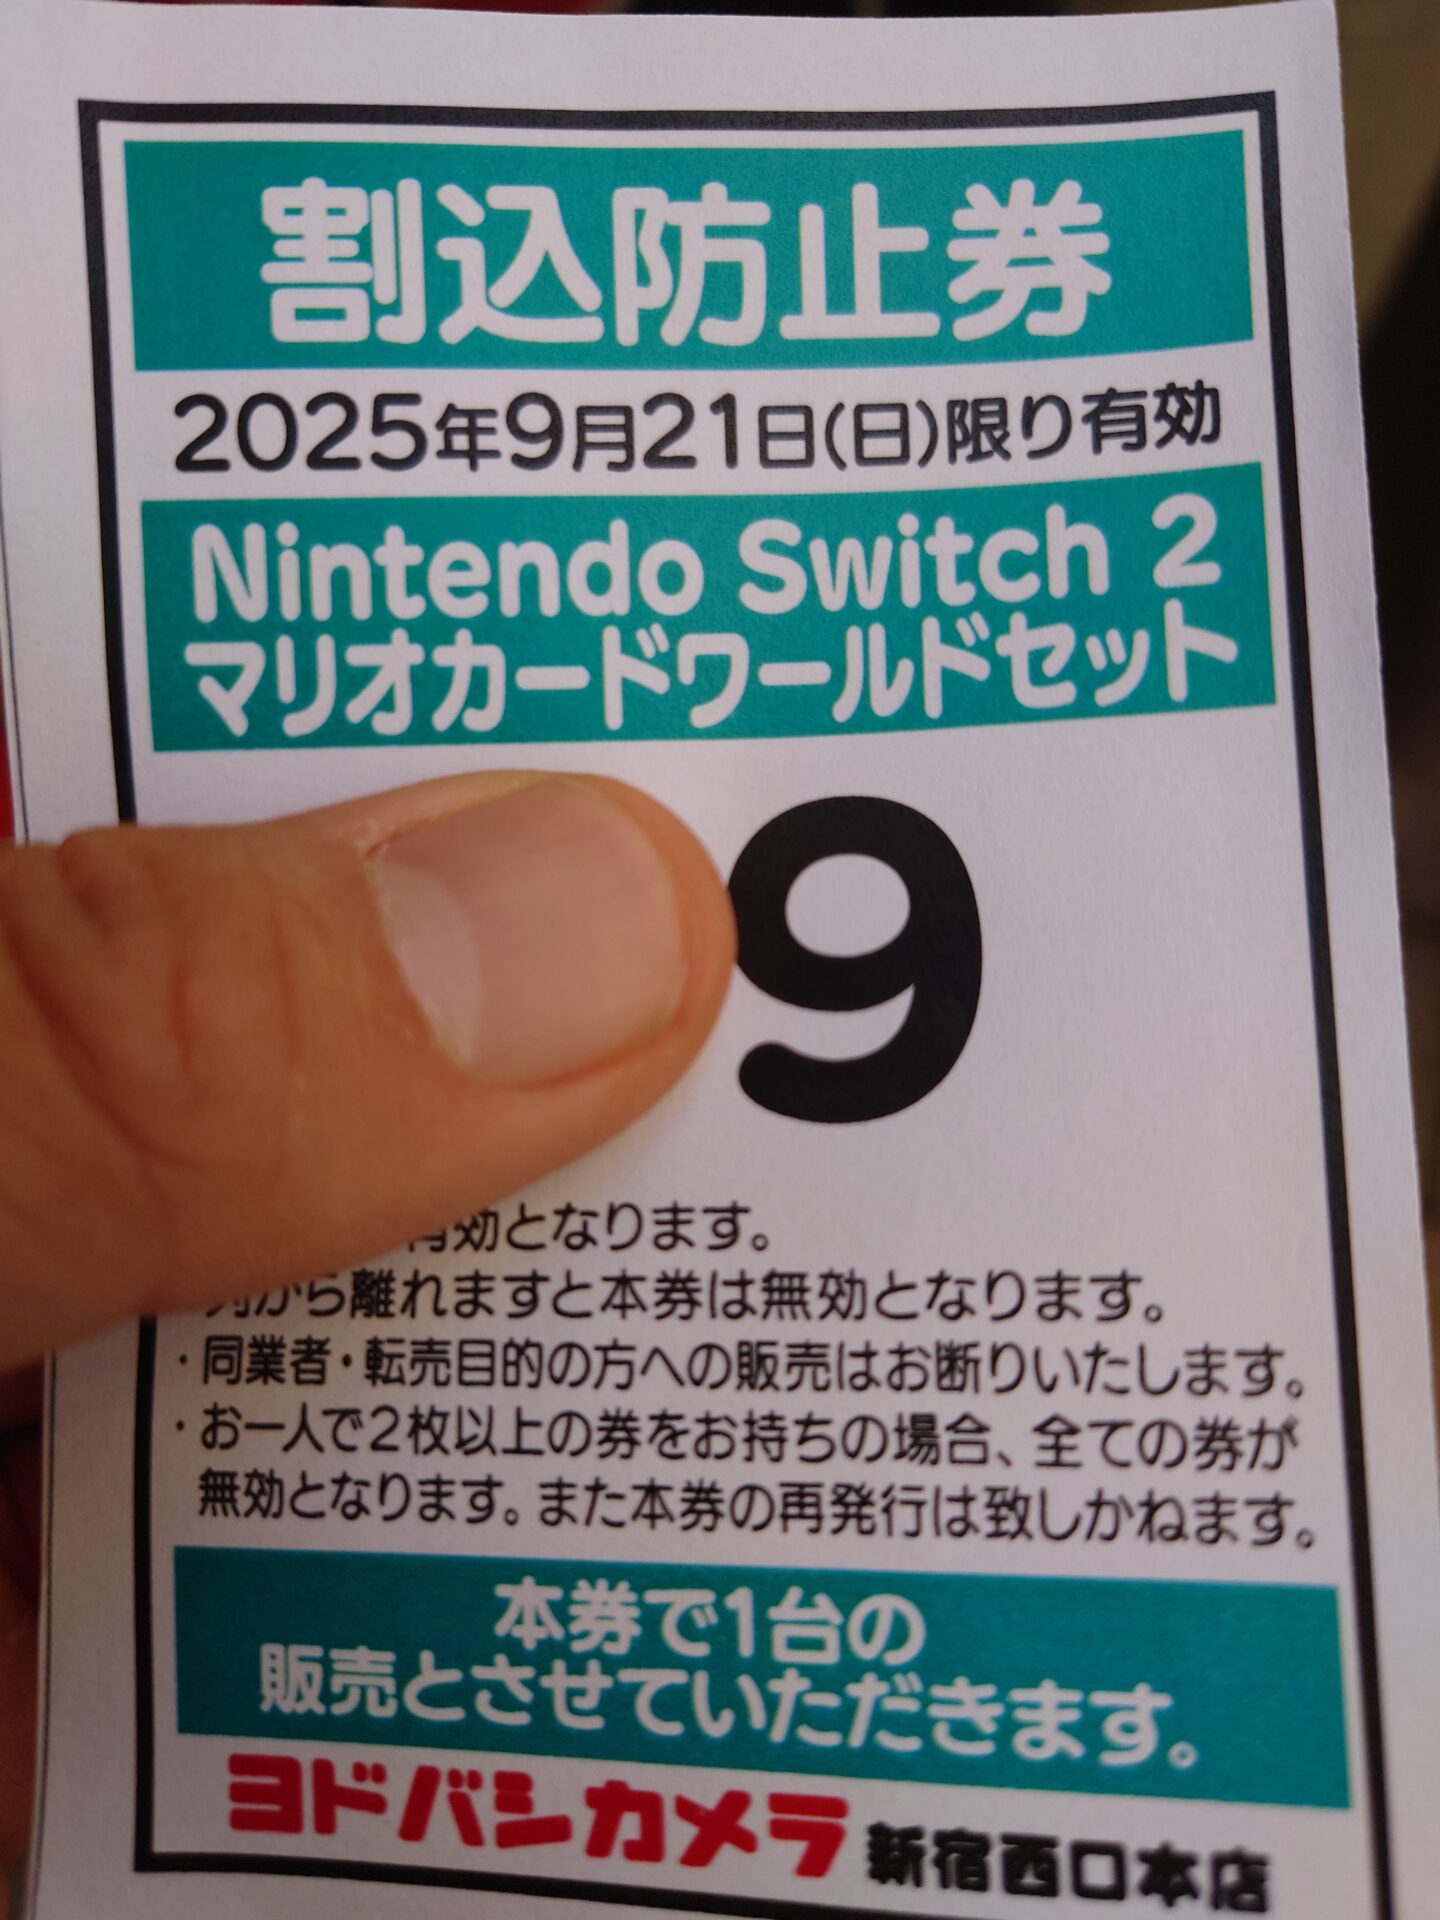 割込防止券
2025年9月21日(日)限り有効
Nintendo Switch 2
マリオカードワールドセット
9
有効となります。
から離れますと本券は無効となります。
・同業者・転売目的の方への販売はお断りいたします。
・お一人で2枚以上の券をお持ちの場合、全ての券が
無効となります。また本券の再発行は致しかねます。
本券で1台の
販売とさせていただきます。
ヨドバシカメラ 新宿西口本店